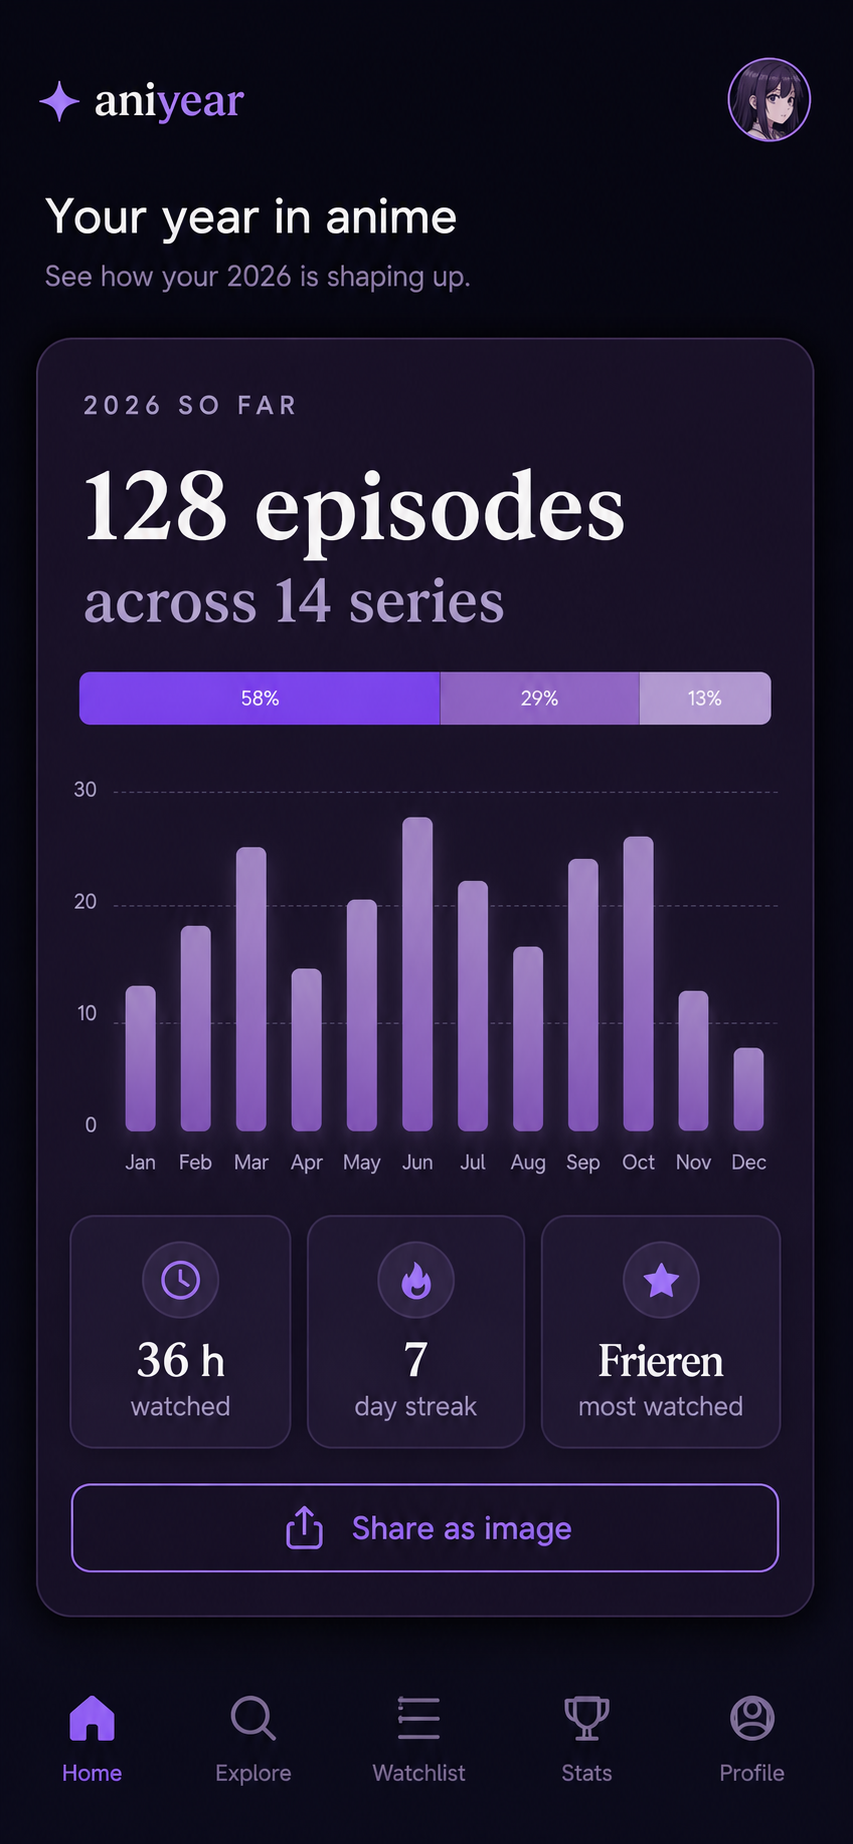 aniyear
Your year in anime
See how your 2026 is shaping up.
2026 SO FAR
128 episodes
across 14 series
58% 29% 13%
30
20
10
0
Jan Feb Mar Apr May Jun Jul Aug Sep Oct Nov Dec
36 h 7 Frieren
watched day streak most watched
Share as image
Home Explore Watchlist Stats Profile